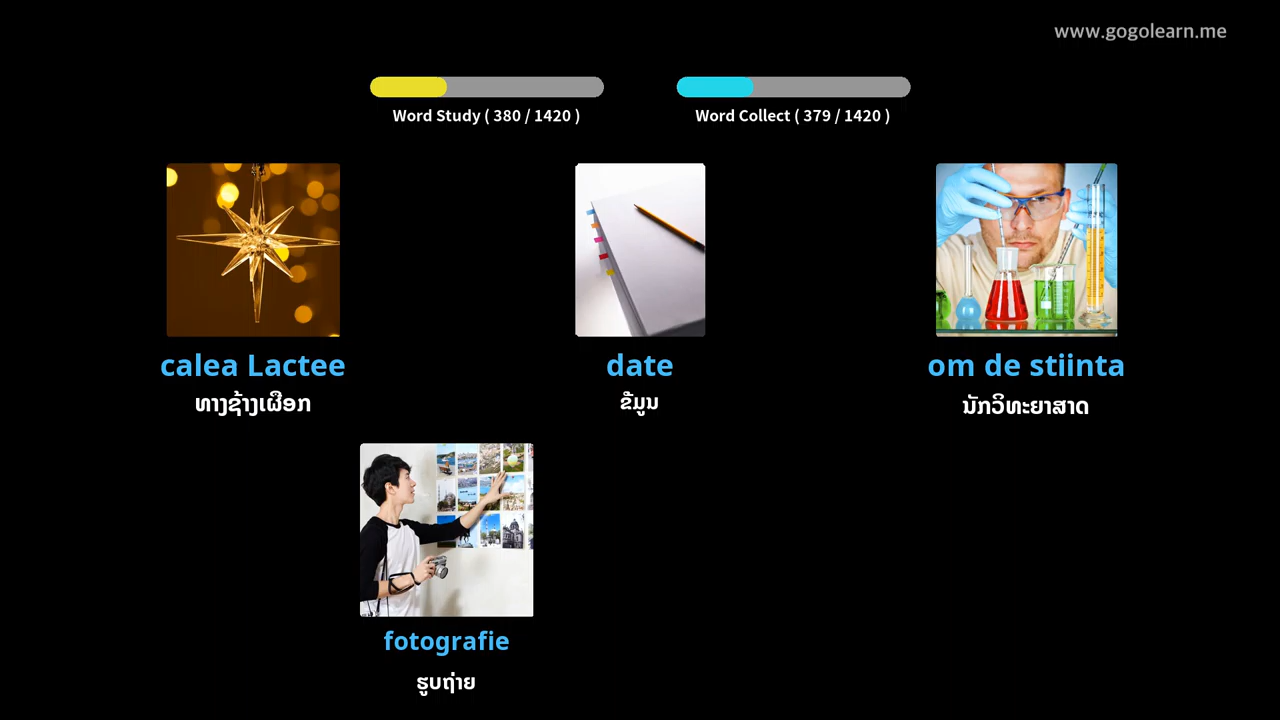 www.gogolearn.me
Word Study ( 380 / 1420 )
Word Collect ( 379 / 1420 )
calea Lactee
ທາງຊ້າງເຜືອກ
date
ຂໍ້ມູນ
om de stiinta
ນັກວິທະຍາສາດ
fotografie
ຮູບຖ່າຍ